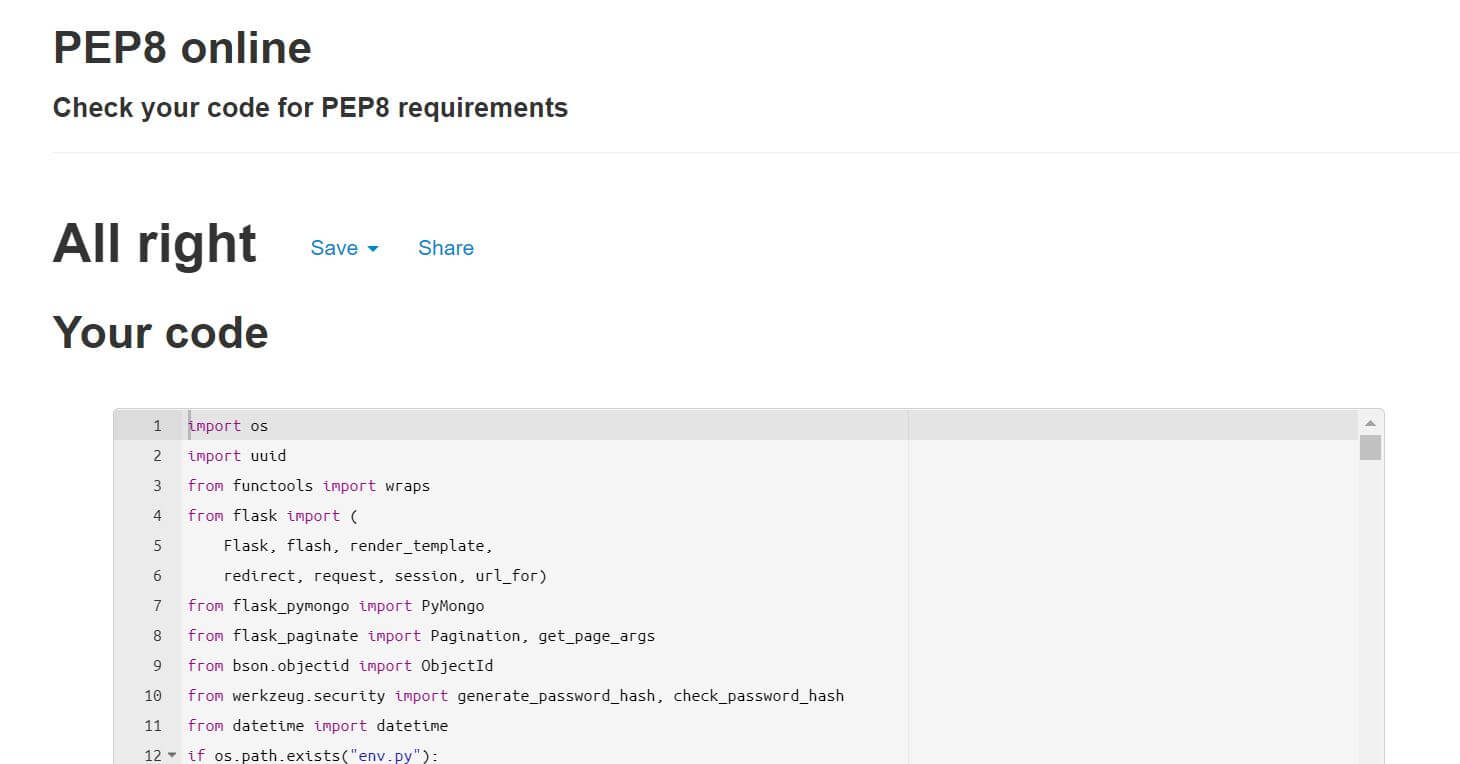 PEP8 online
Check your code for PEP8 requirements
All right Save Share
Your code
1 import os
2 import uuid
3 from functools import wraps
4 from flask import (
5     Flask, flash, render_template,
6     redirect, request, session, url_for)
7 from flask_pymongo import PyMongo
8 from flask_paginate import Pagination, get_page_args
9 from bson.objectid import ObjectId
10 from werkzeug.security import generate_password_hash, check_password_hash
11 from datetime import datetime
12 if os.path.exists("env.py"):